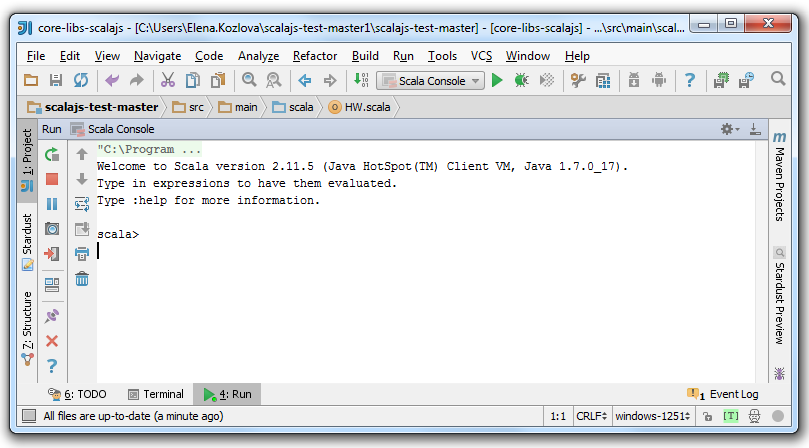 core-libs-scalajs - [C:\Users\Elena.Kozlova\scalajs-test-master1\scalajs-test-master] - [core-libs-scalajs] - ...\src\main\scal...
File Edit View Navigate Code Analyze Refactor Build Run Tools VCS Window Help
Scala Console
scalajs-test-master src main scala HW.scala
Run Scala Console
1: Project
Stardust
7: Structure
"C:\Program ...
Welcome to Scala version 2.11.5 (Java HotSpot(TM) Client VM, Java 1.7.0_17).
Type in expressions to have them evaluated.
Type :help for more information.
scala>
Maven Projects
Stardust Preview
6: TODO Terminal 4: Run 1 Event Log
All files are up-to-date (a minute ago) 1:1 CRLF windows-1251 [T]